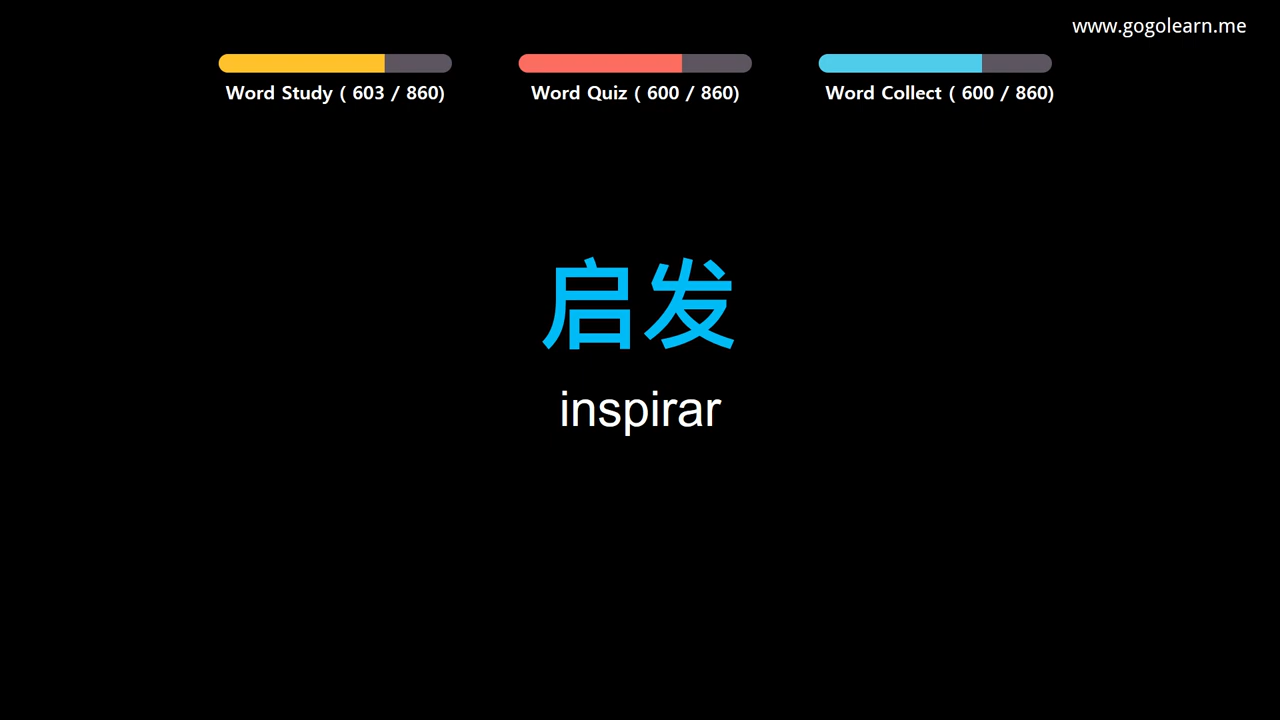 www.gogolearn.me
Word Study ( 603 / 860)
Word Quiz ( 600 / 860)
Word Collect ( 600 / 860)
启发
inspirar